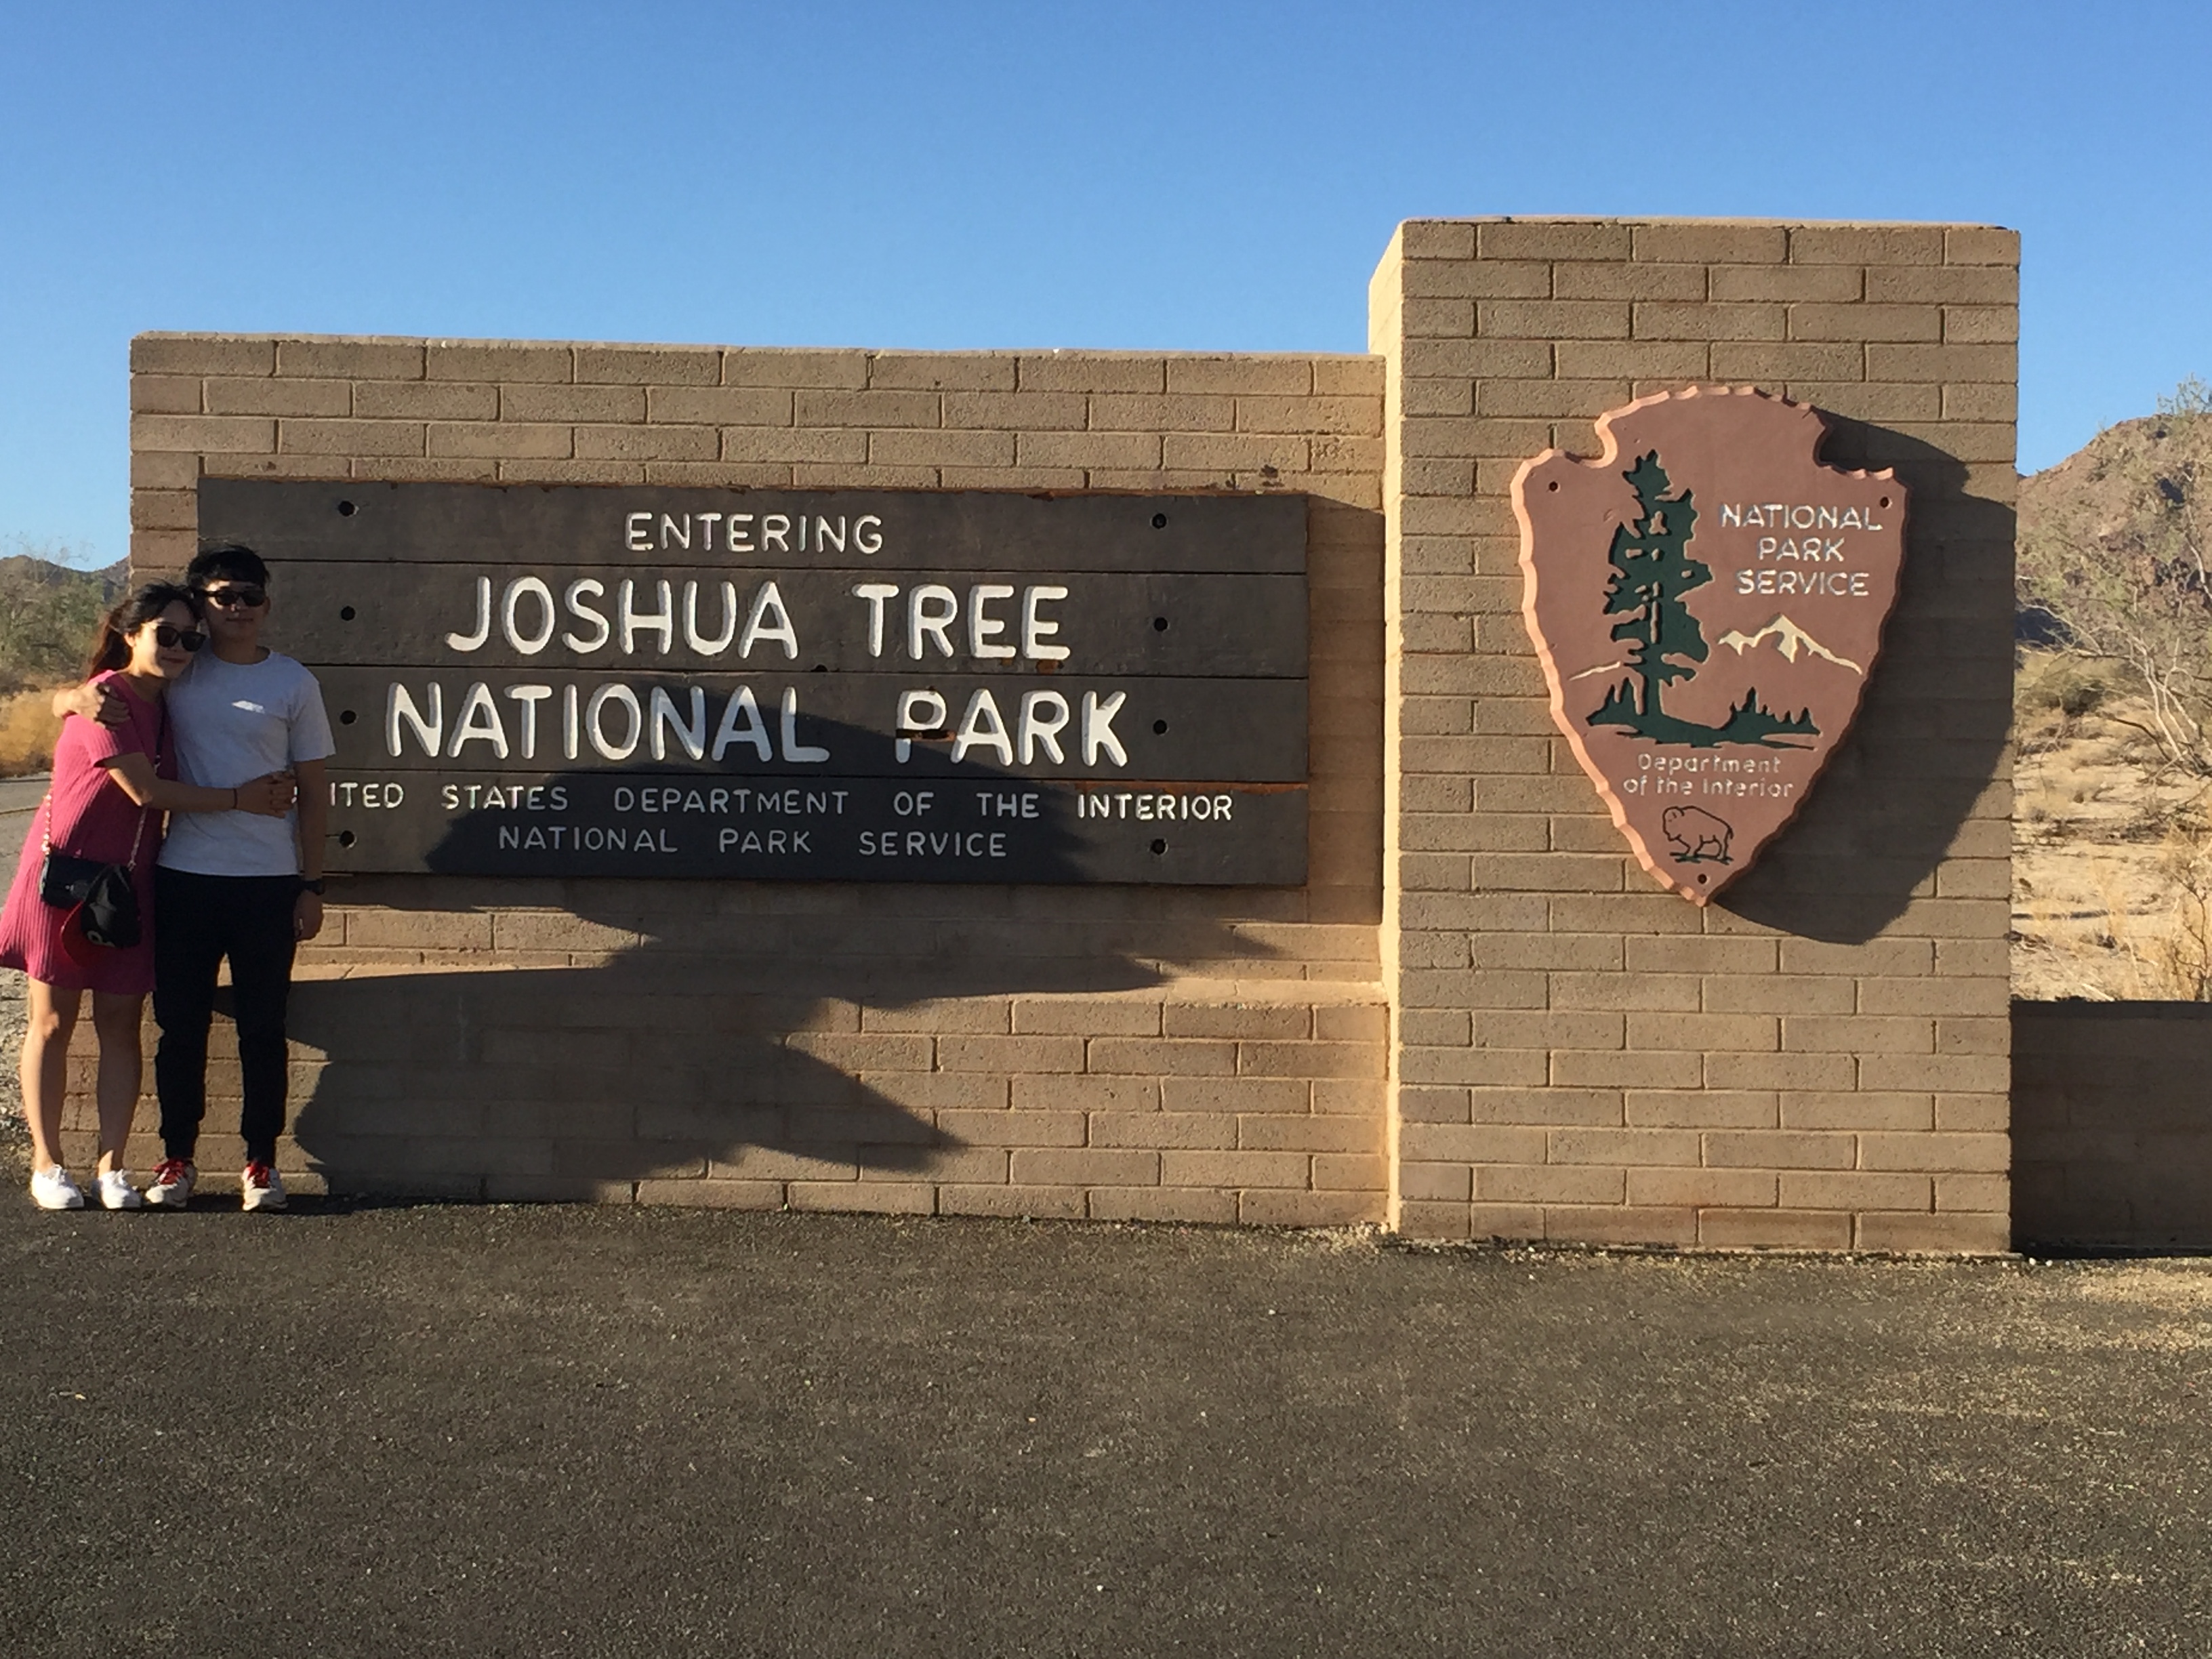 ENTERING
JOSHUA TREE
NATIONAL PARK
ITED STATES DEPARTMENT OF THE INTERIOR
NATIONAL PARK SERVICE
NATIONAL
PARK
SERVICE
Department
of the Interior